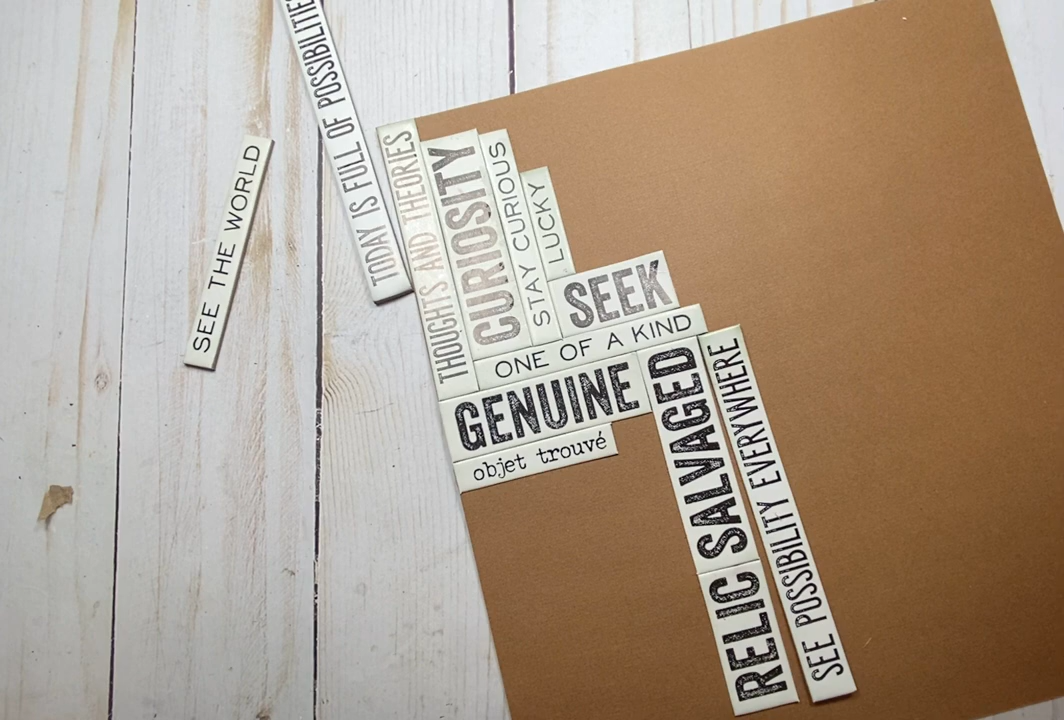 SEE THE WORLD
TODAY IS FULL OF POSSIBILITIES
THOUGHTS AND THEORIES
CURIOSITY
STAY CURIOUS
LUCKY
SEEK
ONE OF A KIND
GENUINE
objet trouvé
RELIC
SALVAGED
SEE POSSIBILITY EVERYWHERE